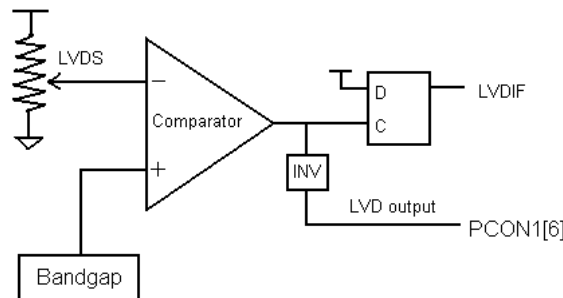 LVDS
−
Comparator
+
Bandgap
D
C
LVDIF
INV
LVD output
PCON1[6]